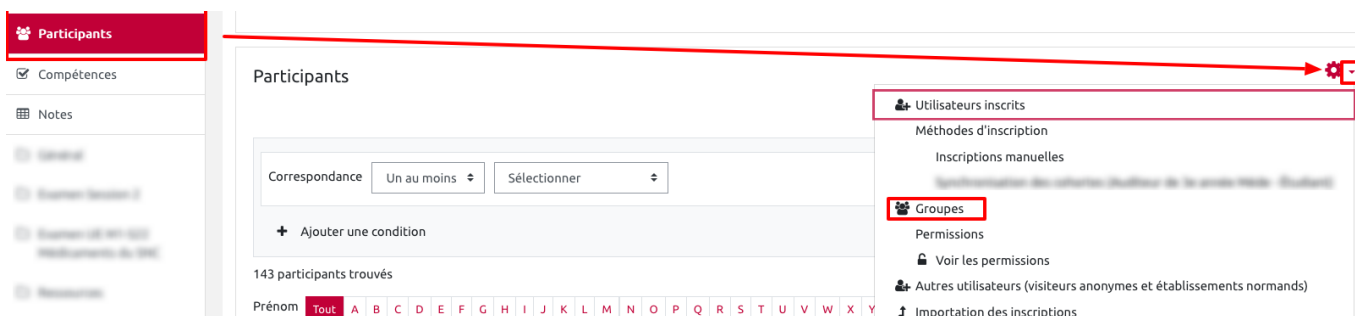 Participants
Compétences
Notes
Participants
Correspondance Un au moins Sélectionner
Ajouter une condition
143 participants trouvés
Prénom Tout A B C D E F G H I J K L M N O P Q R S T U V W X Y
Utilisateurs inscrits
Méthodes d'inscription
Inscriptions manuelles
Groupes
Permissions
Voir les permissions
Autres utilisateurs (visiteurs anonymes et établissements normands)
Importation des inscriptions